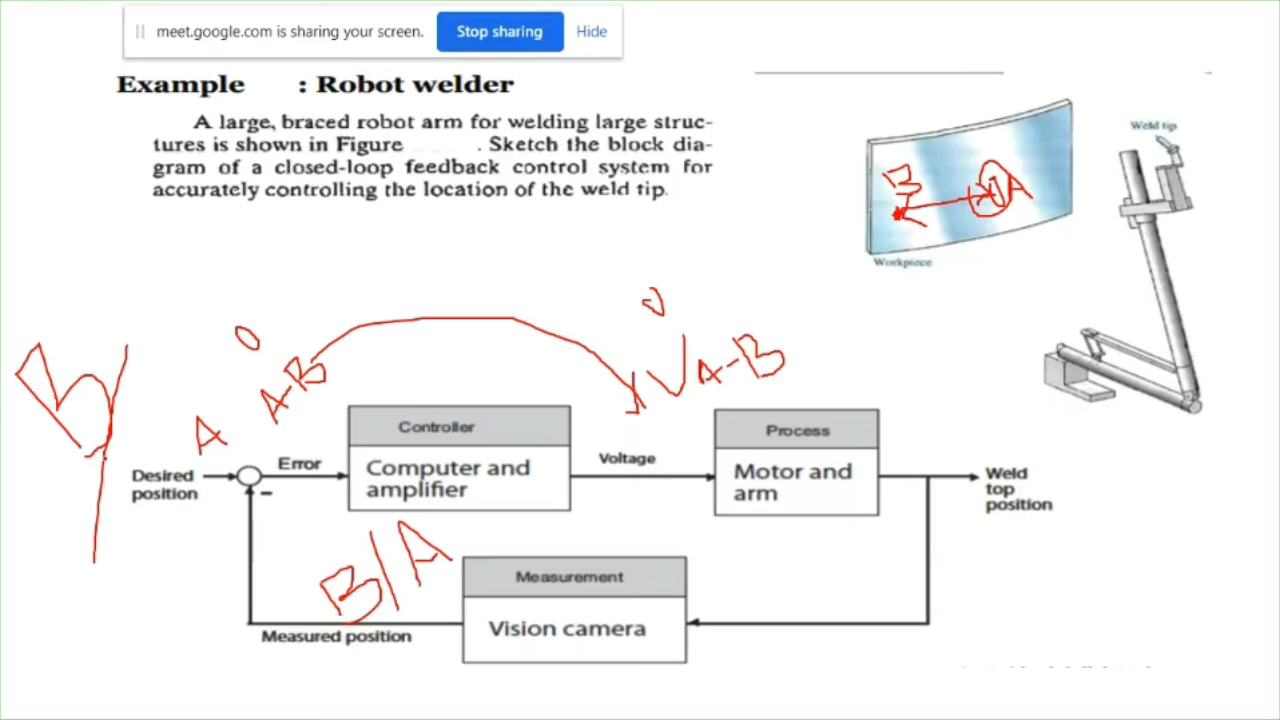 meet.google.com is sharing your screen. Stop sharing Hide
Example : Robot welder
A large, braced robot arm for welding large struc-
tures is shown in Figure . Sketch the block dia-
gram of a closed-loop feedback control system for
accurately controlling the location of the weld tip.
Weld tip
B
A
Workpiece
0
0
A-B
VA-B
A
B
Controller
Computer and
amplifier
Process
Motor and
arm
Desired
position
Error
Voltage
Weld
top
position
-
B/A
Measurement
Vision camera
Measured position